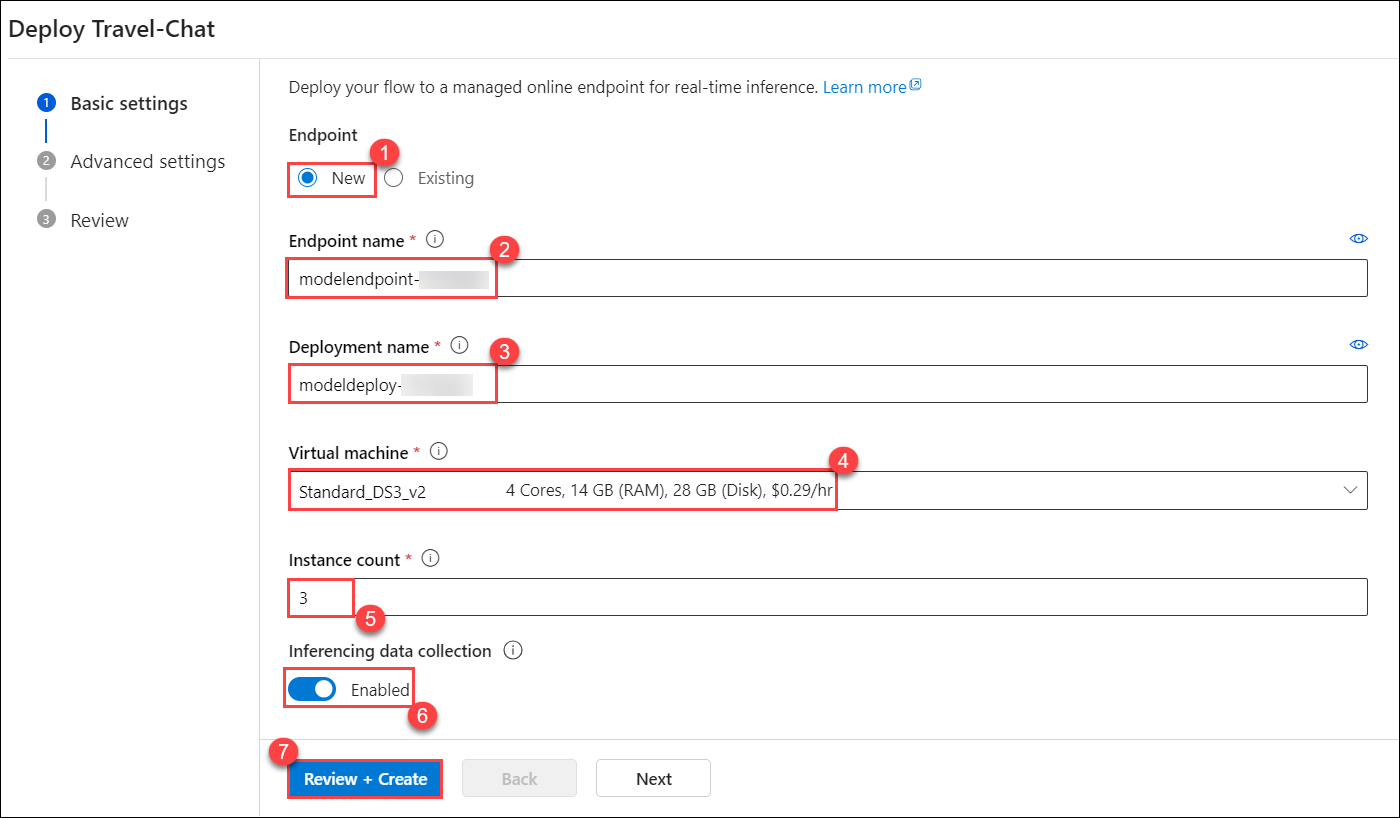 Deploy Travel-Chat
1 Basic settings
2 Advanced settings
3 Review
Deploy your flow to a managed online endpoint for real-time inference. Learn more
Endpoint
1
New Existing
Endpoint name *
2
modelendpoint-
Deployment name *
3
modeldeploy-
Virtual machine *
4
Standard_DS3_v2 4 Cores, 14 GB (RAM), 28 GB (Disk), $0.29/hr
Instance count *
3
5
Inferencing data collection
Enabled
6
7
Review + Create Back Next